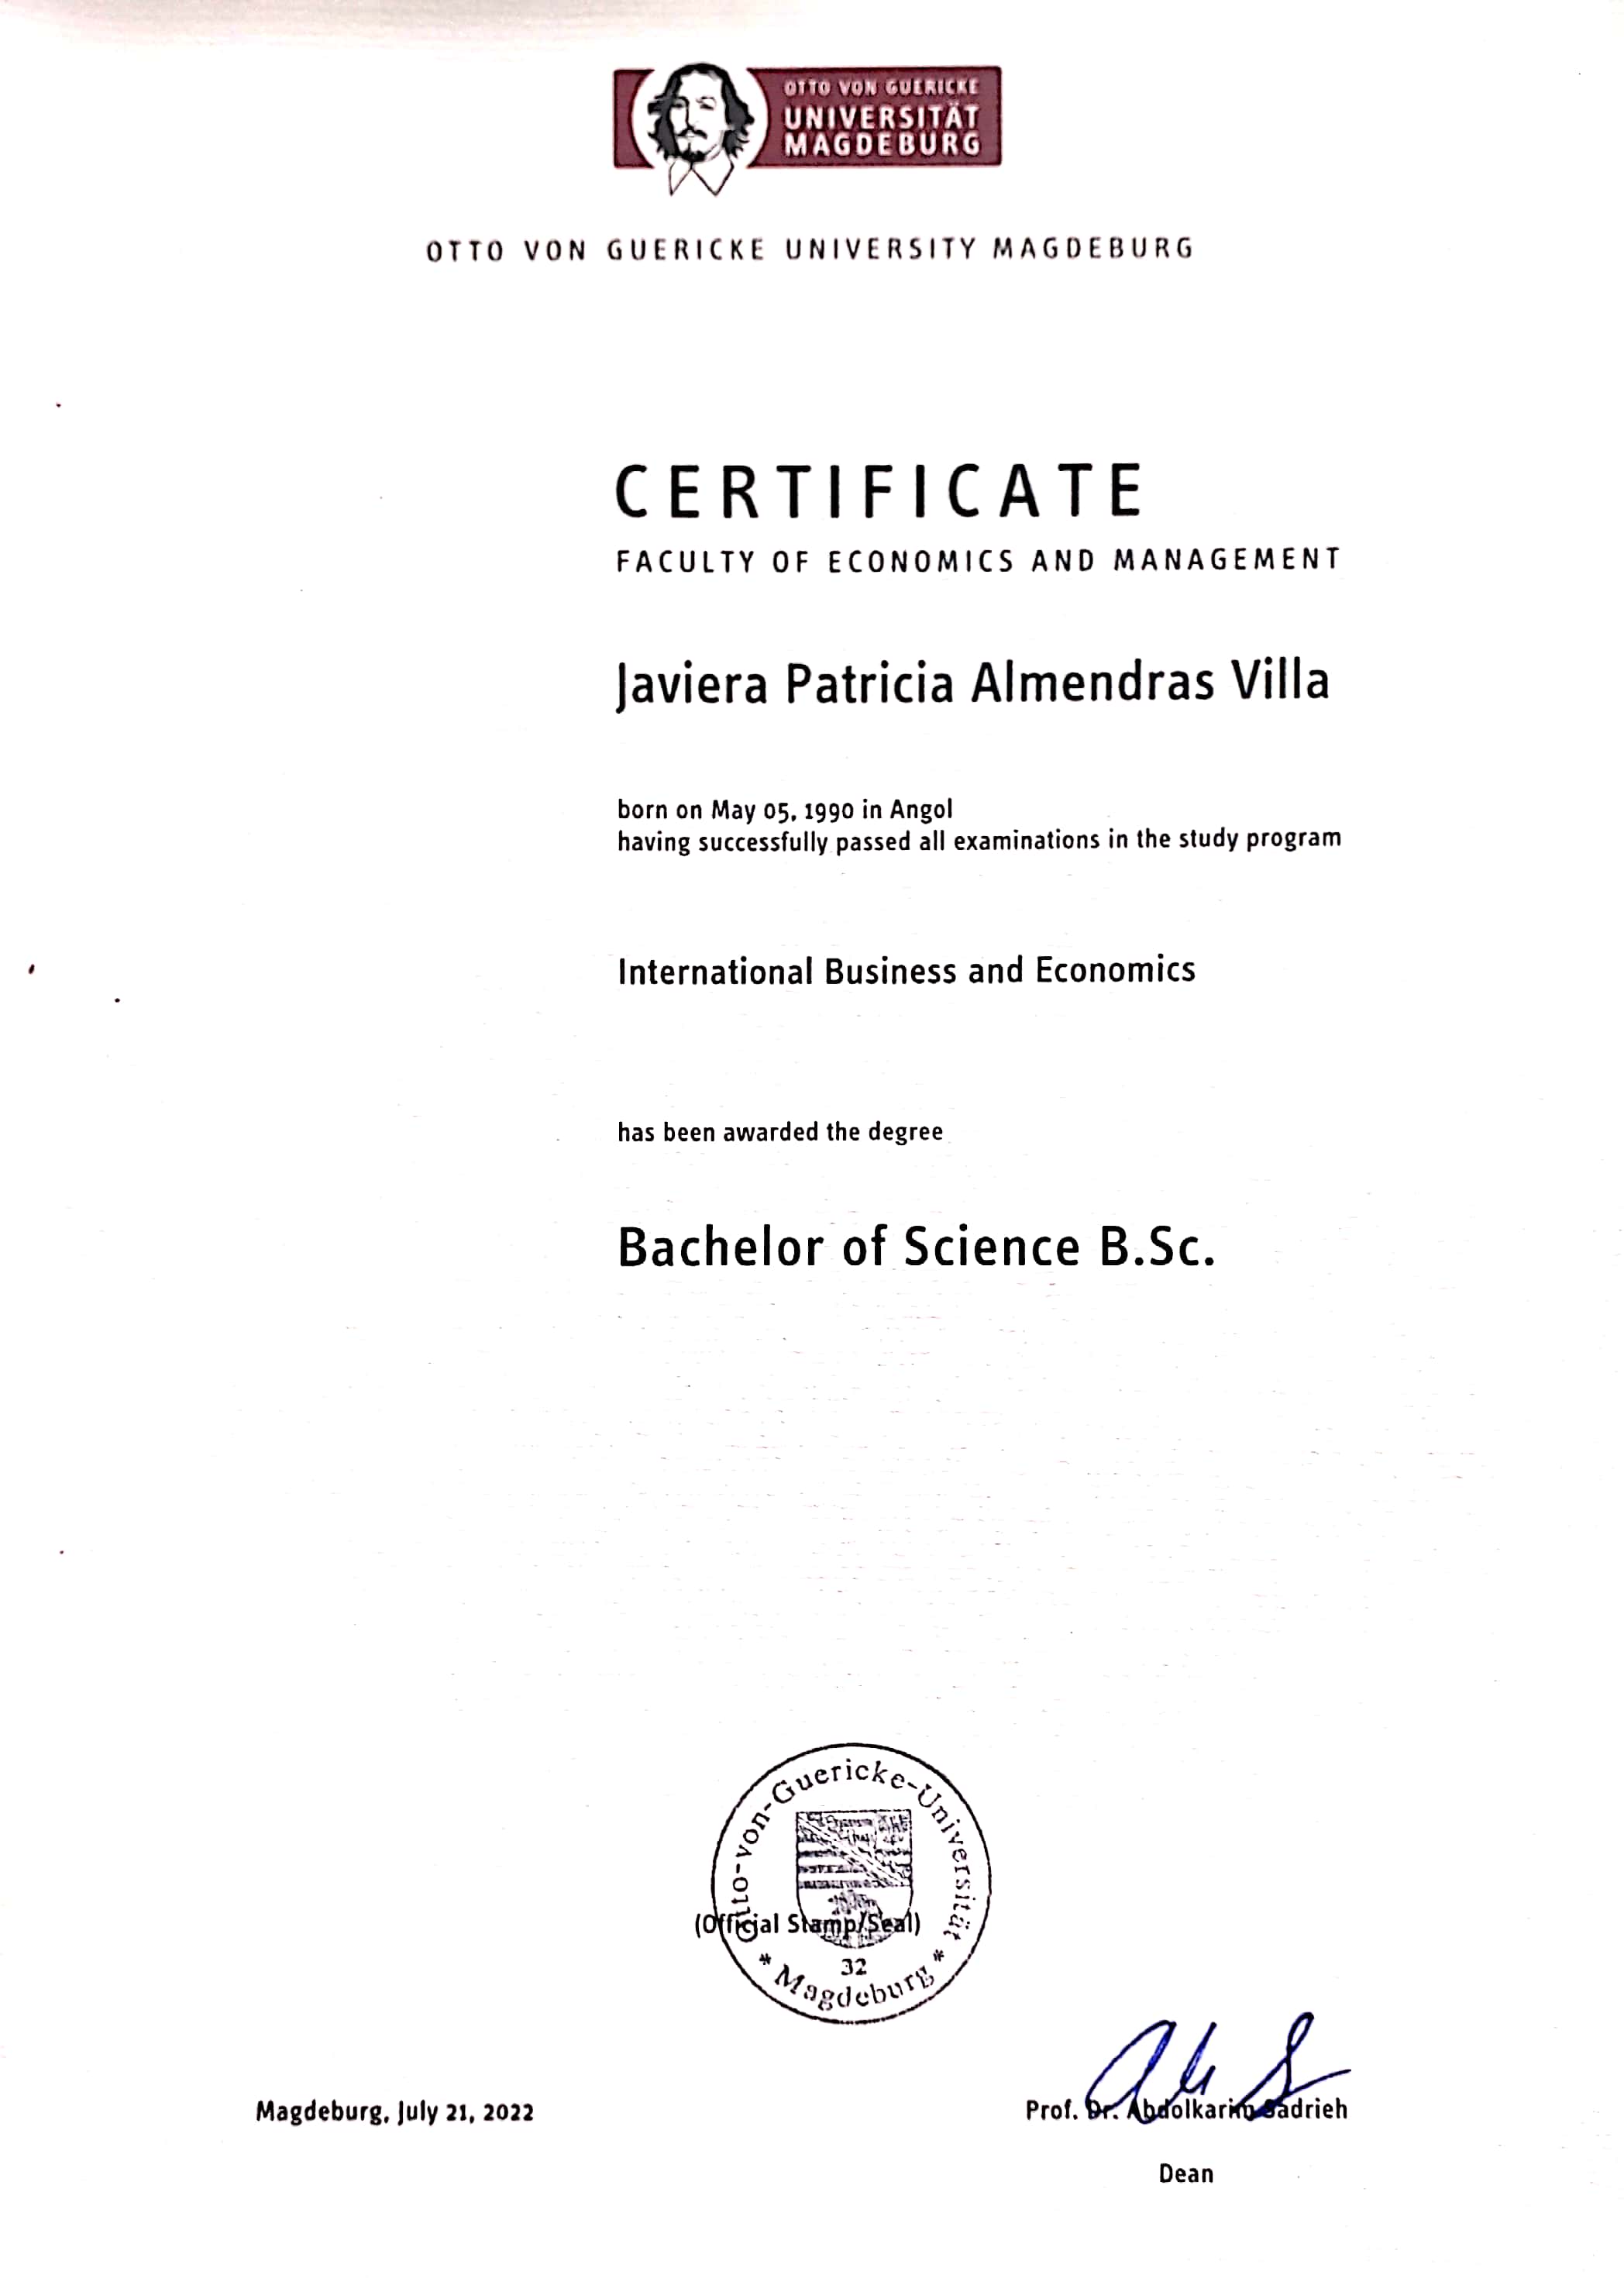 OTTO VON GUERICKE
UNIVERSITÄT
MAGDEBURG
OTTO VON GUERICKE UNIVERSITY MAGDEBURG
CERTIFICATE
FACULTY OF ECONOMICS AND MANAGEMENT
Javiera Patricia Almendras Villa
born on May 05, 1990 in Angol
having successfully passed all examinations in the study program
International Business and Economics
has been awarded the degree
Bachelor of Science B.Sc.
Otto-von-Guericke-Universität
(Official Stamp/Seal)
32
* Magdeburg *
Magdeburg, July 21, 2022
Prof. Dr. Abdolkarim Sadrieh
Dean